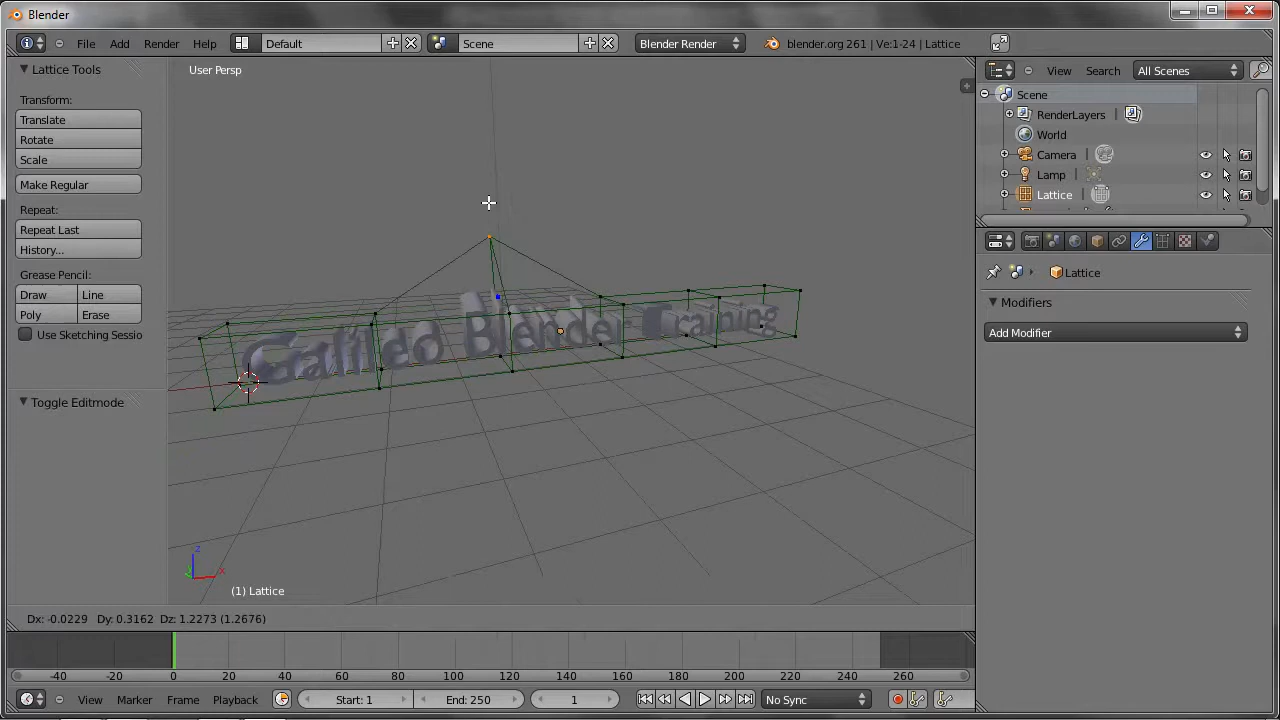 Blender
File Add Render Help Default Scene Blender Render blender.org 261 | Ve:1-24 | Lattice
Lattice Tools
Transform:
Translate
Rotate
Scale
Make Regular
Repeat:
Repeat Last
History...
Grease Pencil:
Draw Line
Poly Erase
Use Sketching Sessio
Toggle Editmode
User Persp
Galileo Blender Training
z
x
y
(1) Lattice
Dx: -0.0229 Dy: 0.3162 Dz: 1.2273 (1.2676)
View Search All Scenes
Scene
RenderLayers
World
Camera
Lamp
Lattice
Lattice
Modifiers
Add Modifier
-40 -20 0 20 40 60 80 100 120 140 160 180 200 220 240 260
View Marker Frame Playback Start: 1 End: 250 1 No Sync